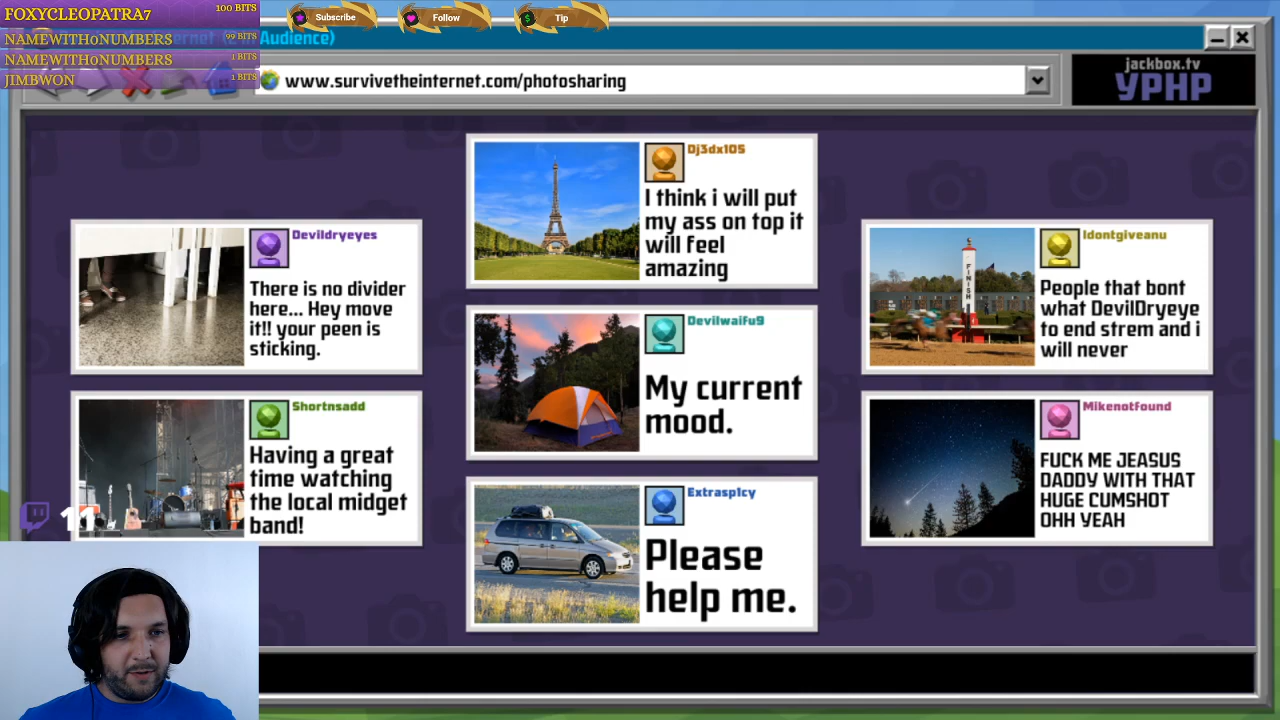 FOXYCLEOPATRA7 100 BITS
NAMEWITH0NUMBERS 99 BITS
NAMEWITH0NUMBERS 1 BITS
JIMBWON 1 BITS
Subscribe
Follow
Tip
Audience)
www.survivetheinternet.com/photosharing
jackbox.tv
YPHP
Devildryeyes
There is no divider
here... Hey move
it!! your peen is
sticking.
Shortnsadd
Having a great
time watching
the local midget
band!
Dj3dx105
I think i will put
my ass on top it
will feel
amazing
Devilwaifu9
My current
mood.
Extrasp1cy
Please
help me.
Idontgiveanu
FINISH
People that bont
what DevilDryeye
to end strem and i
will never
Mikenotfound
FUCK ME JEASUS
DADDY WITH THAT
HUGE CUMSHOT
OHH YEAH
11